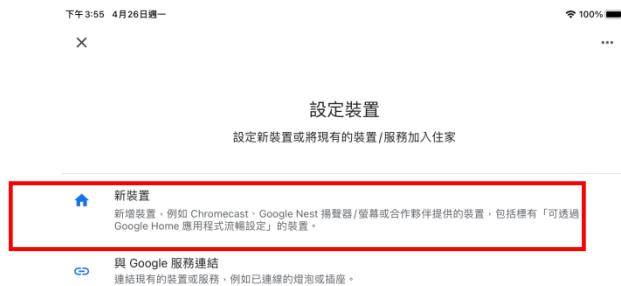 下午3:55 4月26日週一
100%
設定裝置
設定新裝置或將現有的裝置/服務加入住家
新裝置
新增裝置，例如 Chromecast、Google Nest 揚聲器/螢幕或合作夥伴提供的裝置，包括標有「可透過
Google Home 應用程式流暢設定」的裝置。
與 Google 服務連結
連結現有的裝置或服務，例如已連線的燈泡或插座。